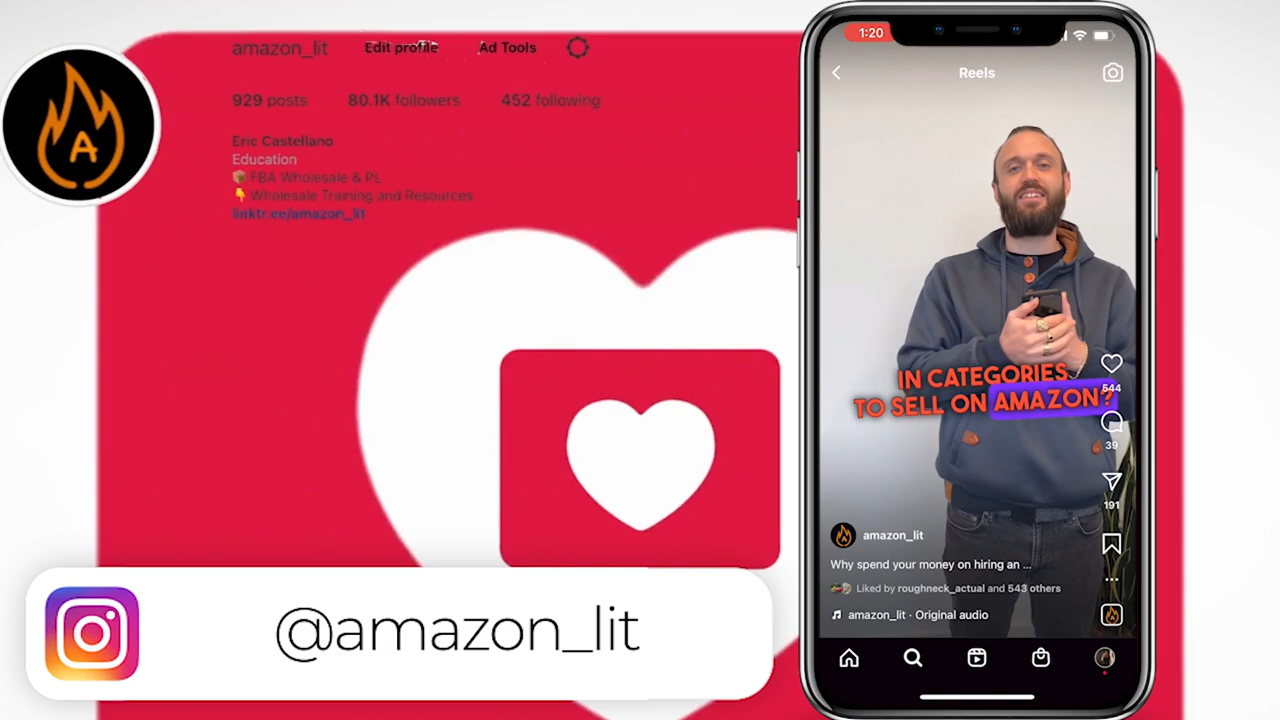 amazon_lit Edit profile Ad Tools
929 posts 80.1K followers 452 following
Eric Castellano
Education
📦 FBA Wholesale & PL
👇 Wholesale Training and Resources
linktr.ee/amazon_lit
A
@amazon_lit
1:20
Reels
IN CATEGORIES
TO SELL ON AMAZON?
544
39
191
amazon_lit
Why spend your money on hiring an ...
Liked by roughneck_actual and 543 others
amazon_lit · Original audio